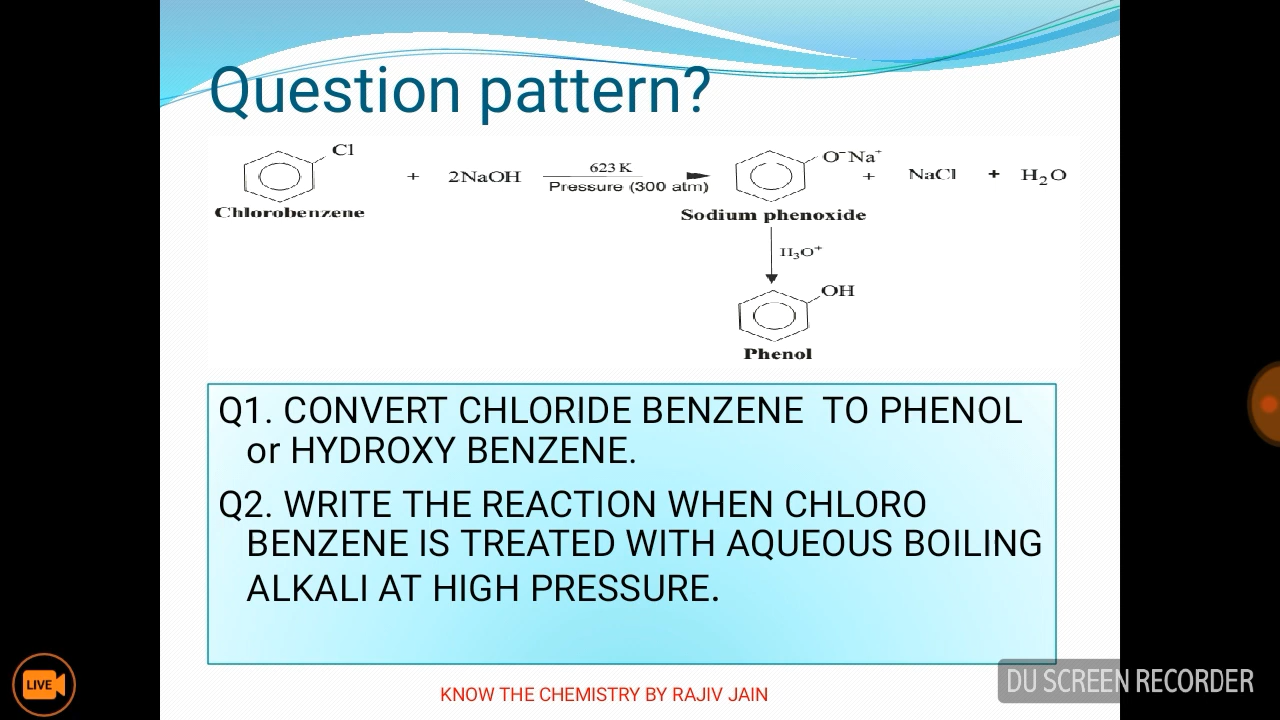 Question pattern?
Cl
+ 2NaOH 623 K Pressure (300 atm) O⁻Na⁺ + NaCl + H₂O
Chlorobenzene Sodium phenoxide
H₃O⁺
OH
Phenol
Q1. CONVERT CHLORIDE BENZENE TO PHENOL
or HYDROXY BENZENE.
Q2. WRITE THE REACTION WHEN CHLORO
BENZENE IS TREATED WITH AQUEOUS BOILING
ALKALI AT HIGH PRESSURE.
LIVE
KNOW THE CHEMISTRY BY RAJIV JAIN
DU SCREEN RECORDER